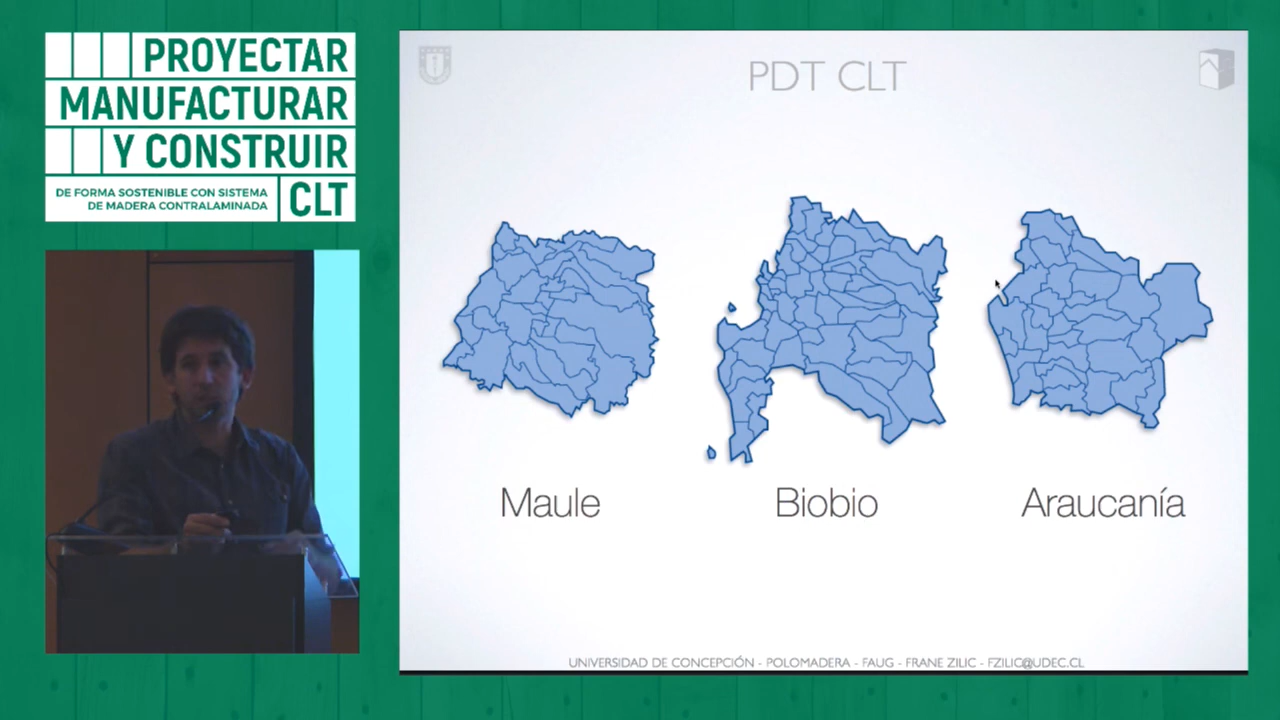 PROYECTAR
MANUFACTURAR
Y CONSTRUIR
DE FORMA SOSTENIBLE CON SISTEMA
DE MADERA CONTRALAMINADA
CLT
PDT CLT
Maule
Biobio
Araucanía
UNIVERSIDAD DE CONCEPCIÓN - POLOMADERA - FAUG - FRANE ZILIC - FZILIC@UDEC.CL